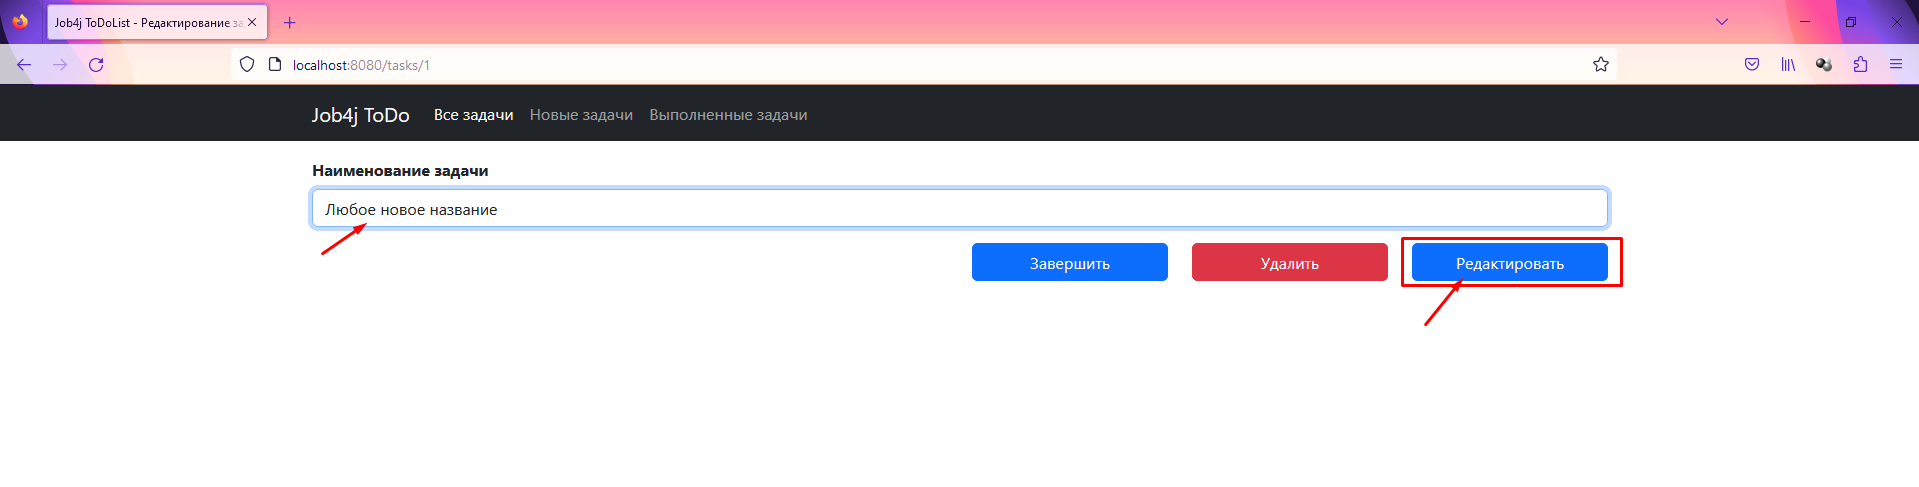 Job4j ToDoList - Редактирование за
localhost:8080/tasks/1
Job4j ToDo Все задачи Новые задачи Выполненные задачи
Наименование задачи
Любое новое название
Завершить Удалить Редактировать